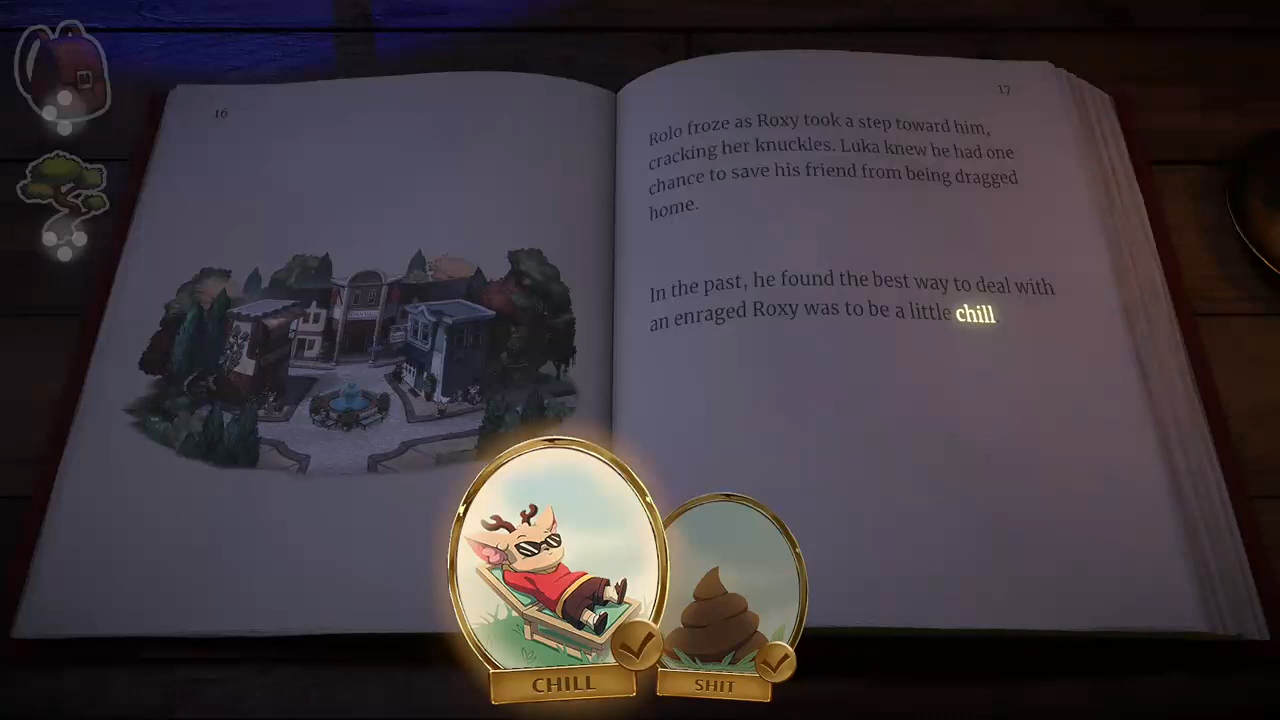 16
17
Rolo froze as Roxy took a step toward him,
cracking her knuckles. Luka knew he had one
chance to save his friend from being dragged
home.
In the past, he found the best way to deal with
an enraged Roxy was to be a little chill
CHILL
SHIT